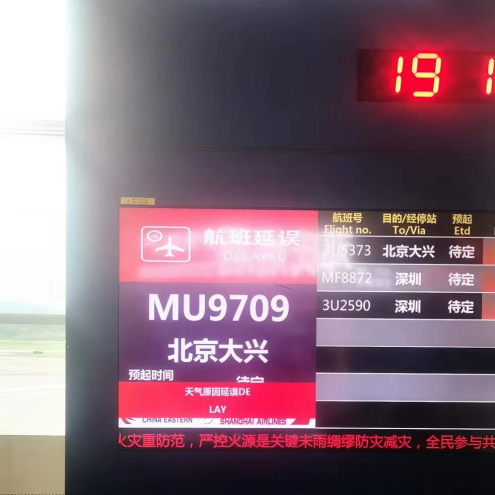 191
航班延误
DELAYED
MU9709
北京大兴
预起时间 待定
天气原因延误DE
LAY
CHINA EASTERN SHANGHAI AIRLINES
航班号 目的/经停站 预起
Flight no. To/Via Etd
3U5373 北京大兴 待定
MF8872 深圳 待定
3U2590 深圳 待定
火灾重防范，严控火源是关键未雨绸缪防灾减灾，全民参与共